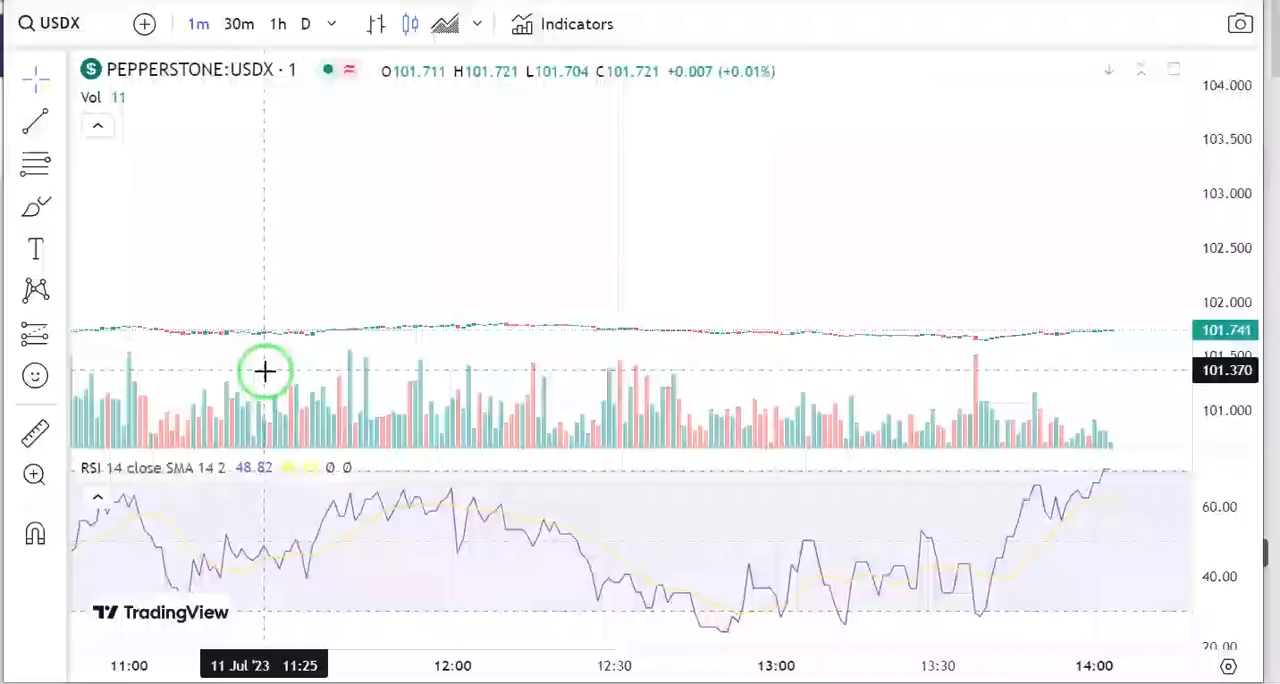 USDX 1m 30m 1h D Indicators
PEPPERSTONE:USDX · 1 O101.711 H101.721 L101.704 C101.721 +0.007 (+0.01%)
Vol 11
104.000
103.500
103.000
102.500
102.000
101.741
101.500
101.370
101.000
RSI 14 close SMA 14 2 48.82 Ø Ø
60.00
40.00
20.00
TradingView
11:00 11 Jul '23 11:25 12:00 12:30 13:00 13:30 14:00